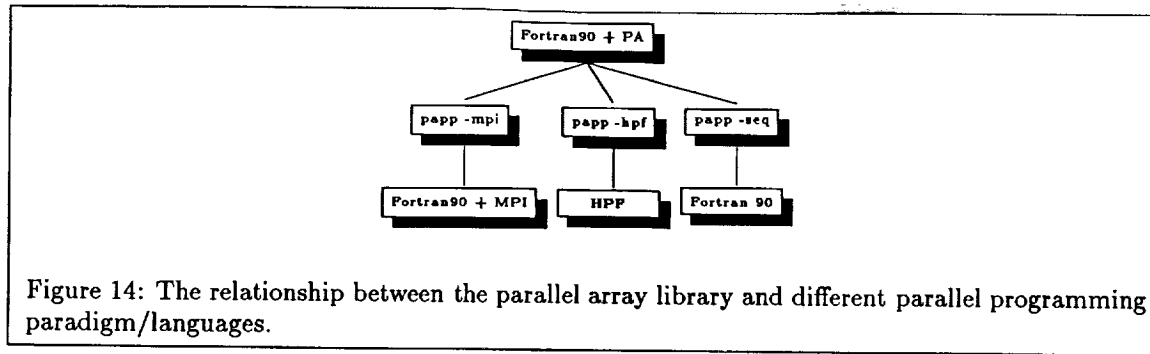 Fortran90 + PA
papp -mpi
papp -hpf
papp -seq
Fortran90 + MPI
HPF
Fortran 90
Figure 14: The relationship between the parallel array library and different parallel programming
paradigm/languages.